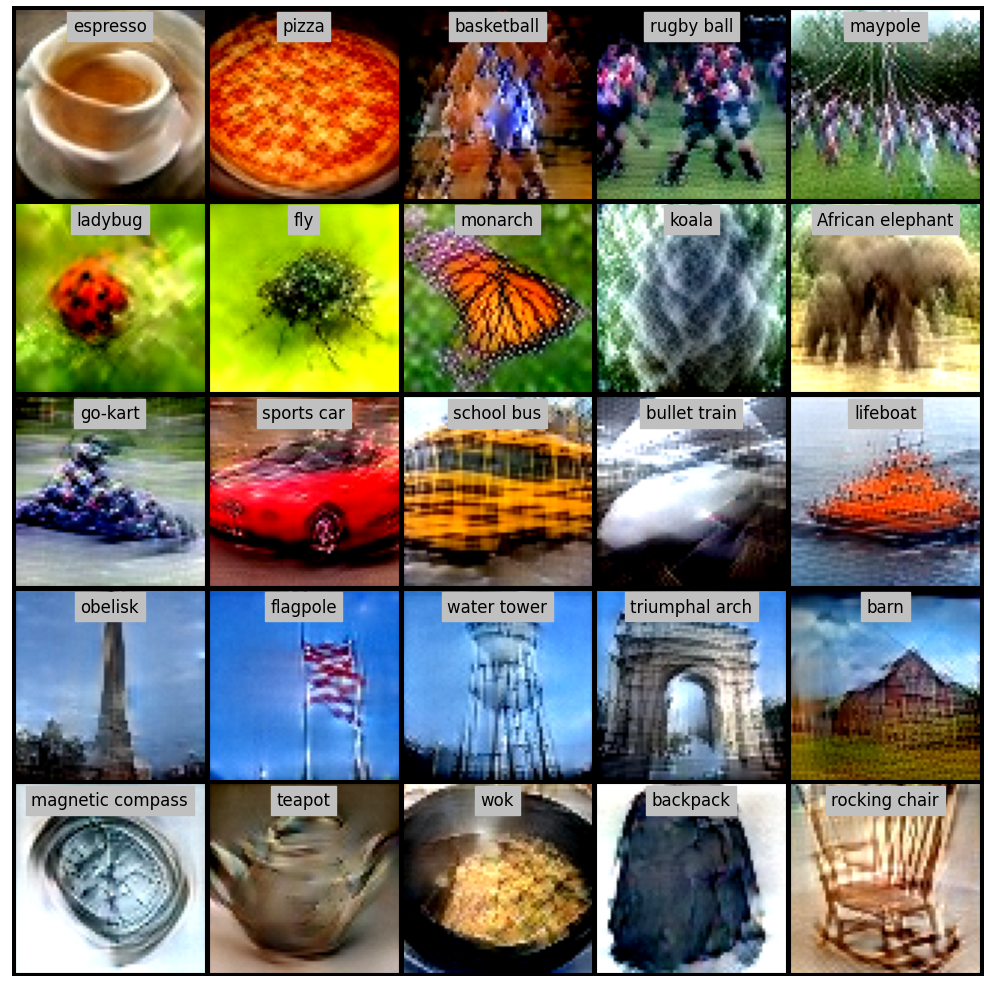 espresso
pizza
basketball
rugby ball
maypole
ladybug
fly
monarch
koala
African elephant
go-kart
sports car
school bus
bullet train
lifeboat
obelisk
flagpole
water tower
triumphal arch
barn
magnetic compass
teapot
wok
backpack
rocking chair